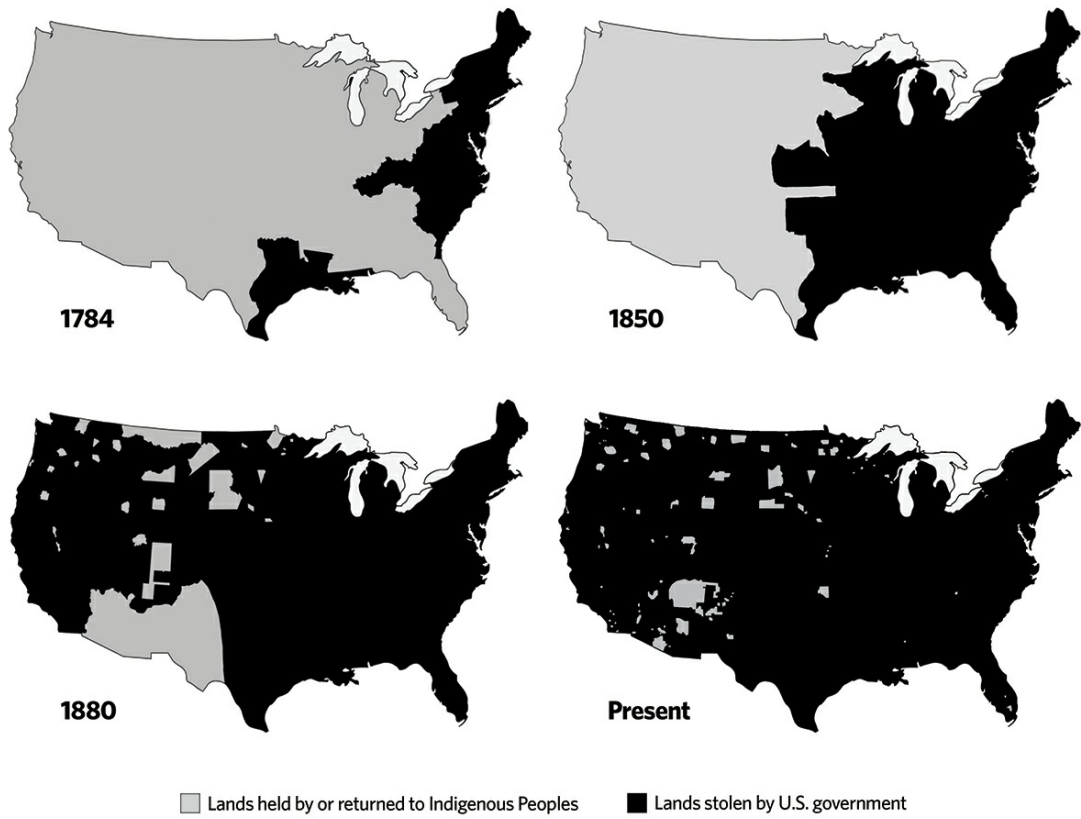 1784
1850
1880
Present
Lands held by or returned to Indigenous Peoples
Lands stolen by U.S. government